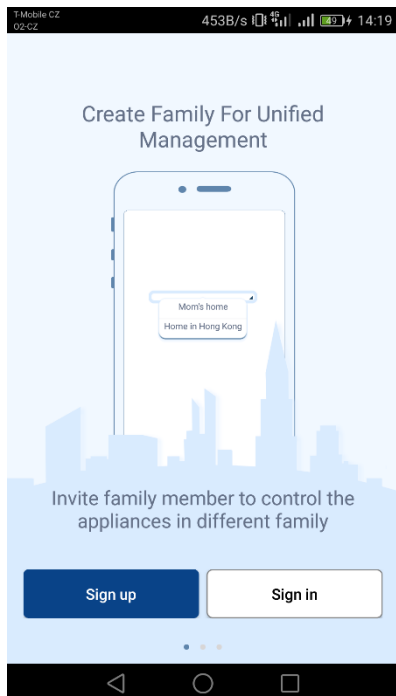 T-Mobile CZ
O2-CZ
453B/s 4G 49 14:19
Create Family For Unified
Management
Mom's home
Home in Hong Kong
Invite family member to control the
appliances in different family
Sign up
Sign in